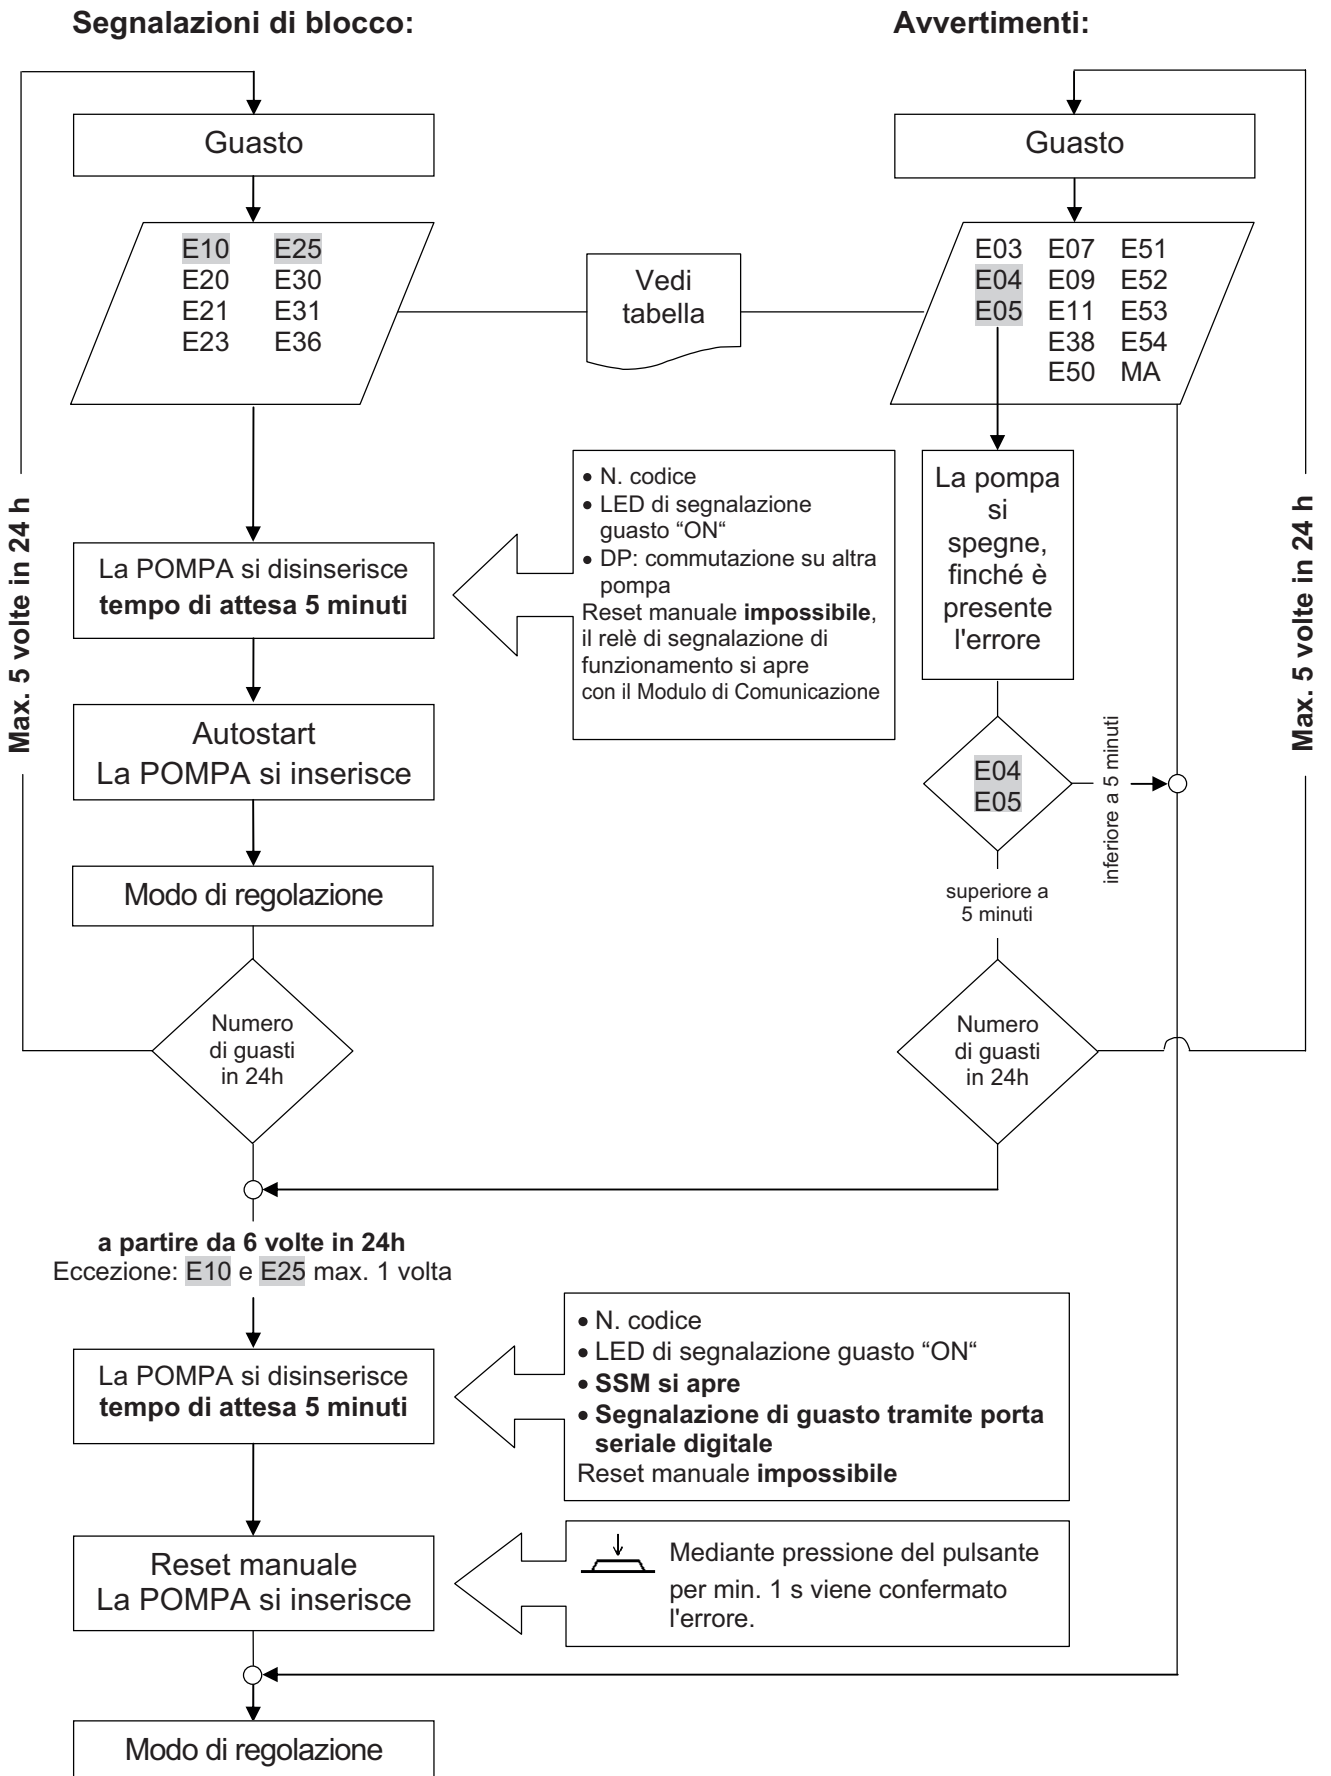 Segnalazioni di blocco:
Avvertimenti:
Guasto
E10 E25
E20 E30
E21 E31
E23 E36
Vedi
tabella
Guasto
E03 E07 E51
E04 E09 E52
E05 E11 E53
E38 E54
E50 MA
Max. 5 volte in 24 h
La POMPA si disinserisce
tempo di attesa 5 minuti
• N. codice
• LED di segnalazione
guasto “ON“
• DP: commutazione su altra
pompa
Reset manuale impossibile,
il relè di segnalazione di
funzionamento si apre
con il Modulo di Comunicazione
La pompa
si
spegne,
finché è
presente
l'errore
Max. 5 volte in 24 h
Autostart
La POMPA si inserisce
E04
E05
inferiore a 5 minuti
Modo di regolazione
superiore a
5 minuti
Numero
di guasti
in 24h
Numero
di guasti
in 24h
a partire da 6 volte in 24h
Eccezione: E10 e E25 max. 1 volta
La POMPA si disinserisce
tempo di attesa 5 minuti
• N. codice
• LED di segnalazione guasto “ON“
• SSM si apre
• Segnalazione di guasto tramite porta
seriale digitale
Reset manuale impossibile
Reset manuale
La POMPA si inserisce
Mediante pressione del pulsante
per min. 1 s viene confermato
l'errore.
Modo di regolazione